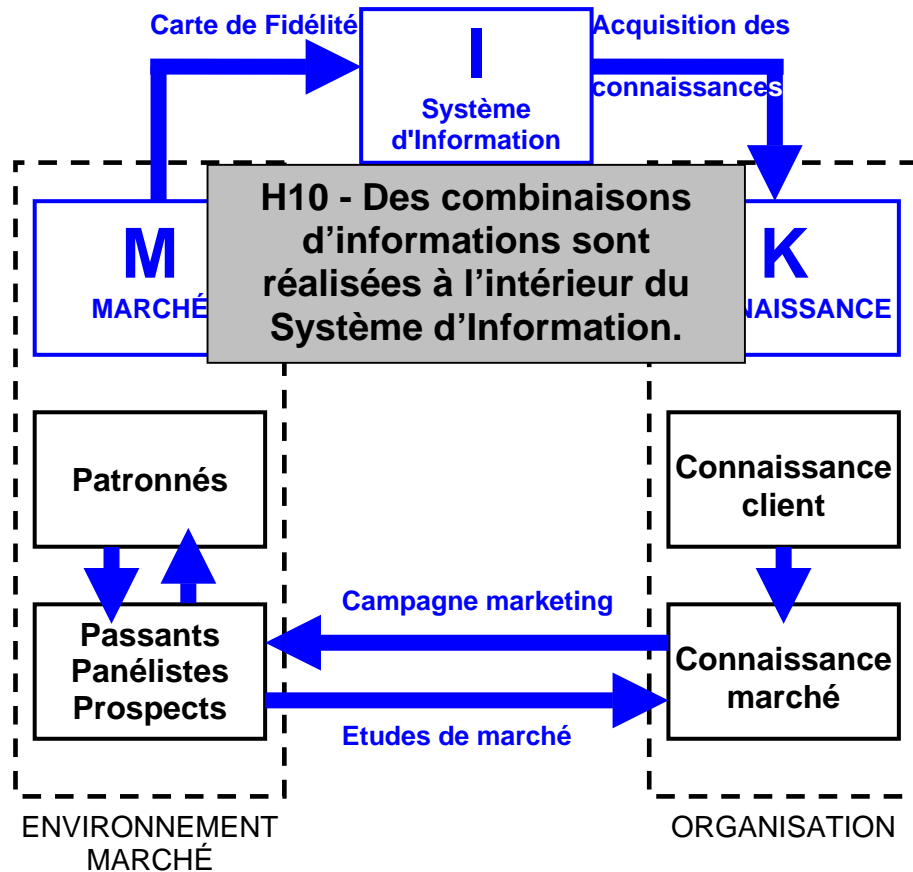 Carte de Fidélité
I
Système
d'Information
Acquisition des
connaissances
M
MARCHÉ
H10 - Des combinaisons
d’informations sont
réalisées à l’intérieur du
Système d’Information.
K
NAISSANCE
Patronnés
Connaissance
client
Passants
Panélistes
Prospects
Campagne marketing
Etudes de marché
Connaissance
marché
ENVIRONNEMENT
MARCHÉ
ORGANISATION